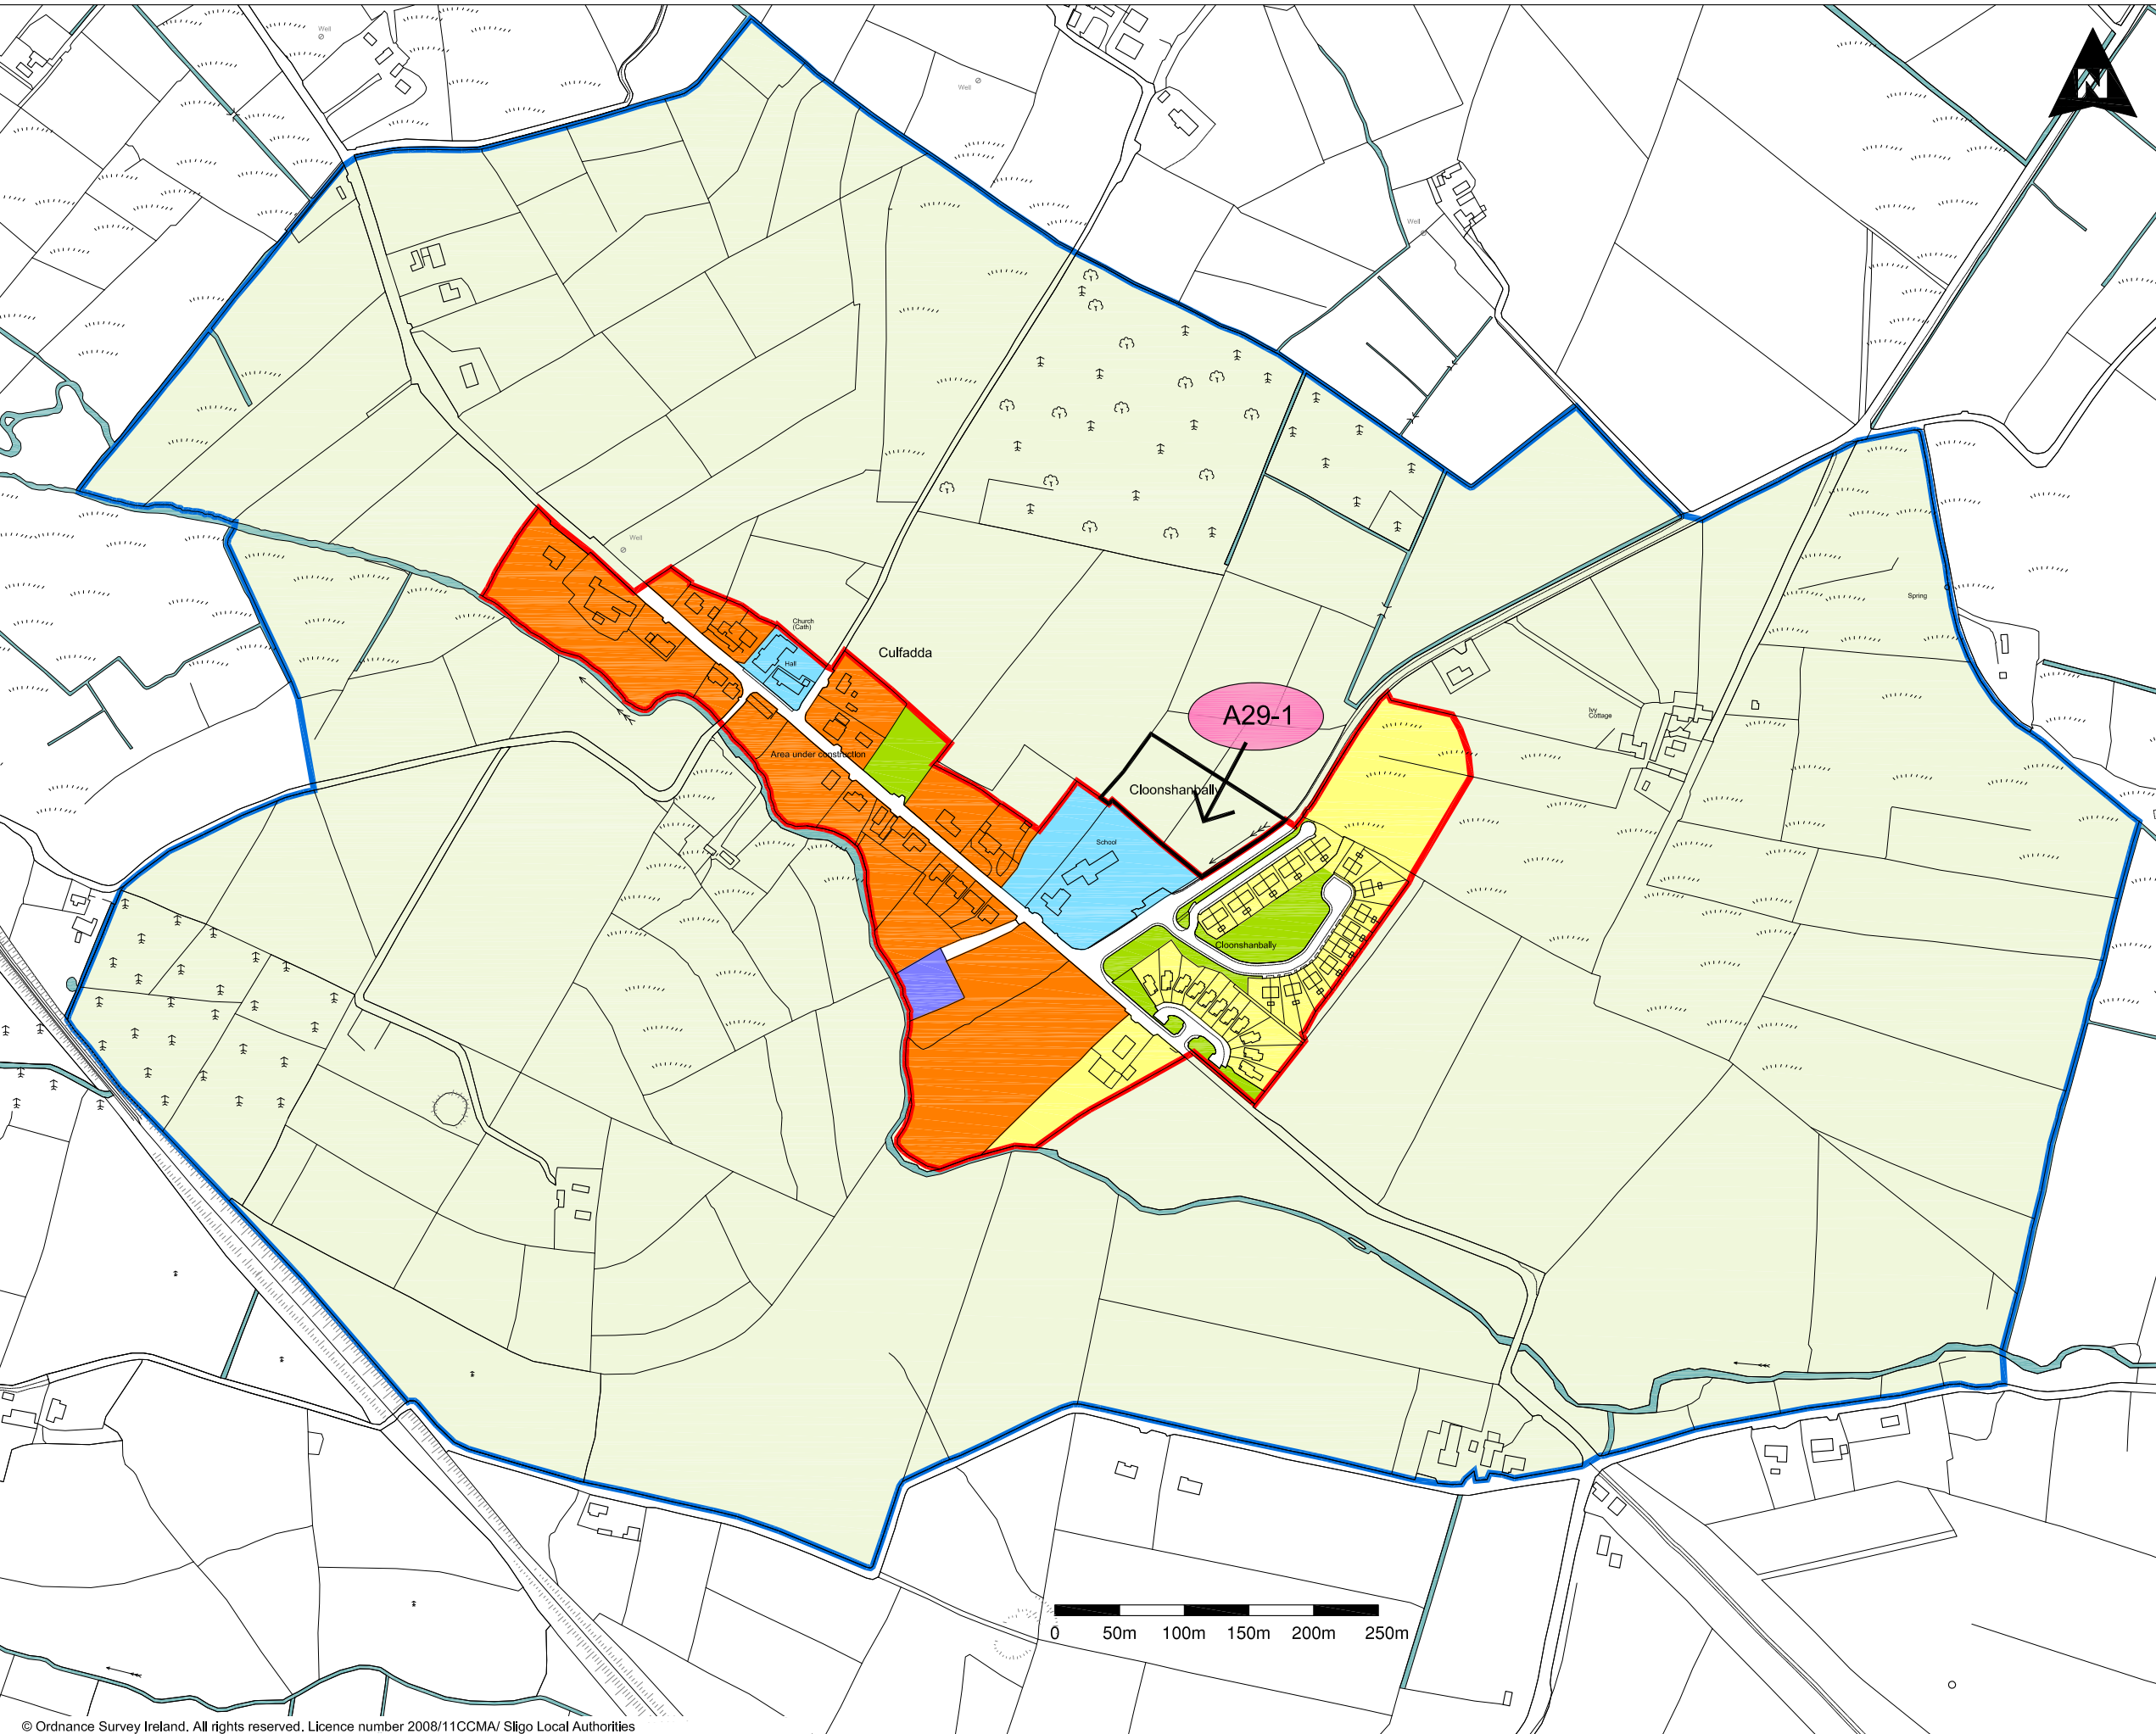 Well
N
Well
Well
Spring
Well
Church
(Cath)
Hall
Culfadda
A29-1
Ivy
Cottage
Area under construction
Cloonshanbally
School
Cloonshanbally
0 50m 100m 150m 200m 250m
© Ordnance Survey Ireland. All rights reserved. Licence number 2008/11CCMA/ Sligo Local Authorities